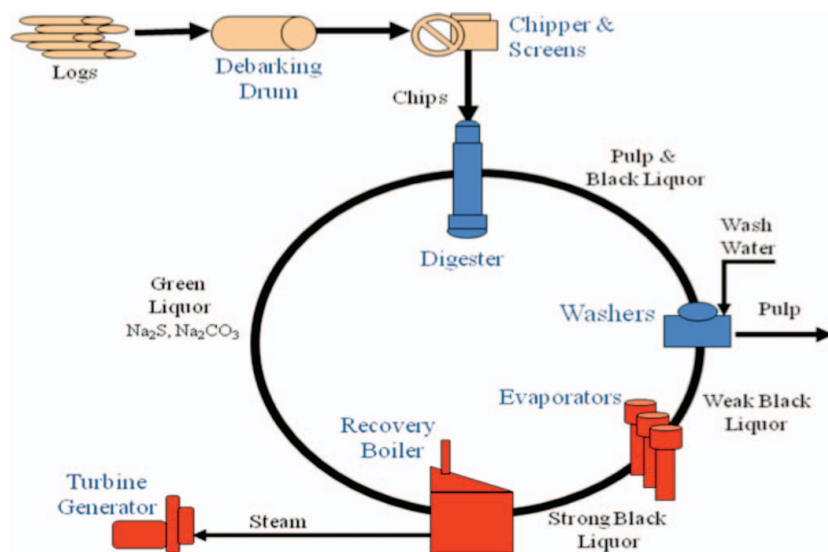 Logs
Debarking
Drum
Chipper &
Screens
Chips
Pulp &
Black Liquor
Wash
Water
Digester
Green
Liquor
Na₂S, Na₂CO₃
Washers
Pulp
Evaporators
Weak Black
Liquor
Recovery
Boiler
Turbine
Generator
Steam
Strong Black
Liquor